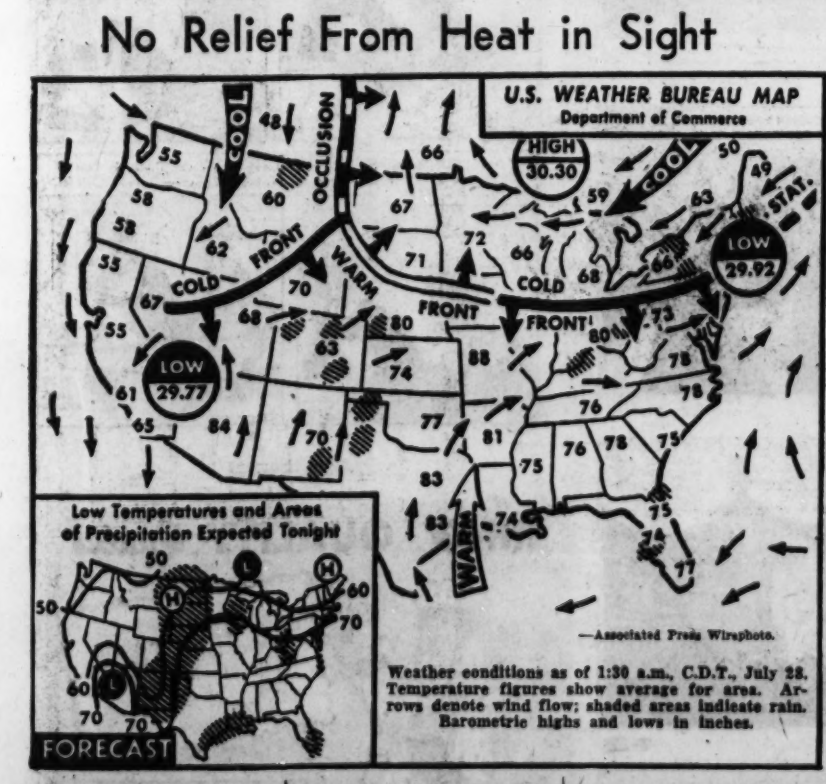 No Relief From Heat in Sight
U.S. WEATHER BUREAU MAP
Department of Commerce
COOL
48
OCCLUSION
66
HIGH
30.30
COOL
50
49
STAT.
55
58
58
60
62
67
59
63
72
66
68
66
LOW
29.92
55
67
COLD FRONT
70
WARM FRONT
71
COLD FRONT
73
55
68
63
80
74
88
80
78
78
LOW
29.77
61
65
84
70
77
81
76
75
76
78
75
83
83
WARM
74
75
74
77
Low Temperatures and Areas
of Precipitation Expected Tonight
50
H
L
H
50
60
70
60
L
70
70
FORECAST
—Associated Press Wirephoto.
Weather conditions as of 1:30 a.m., C.D.T., July 28.
Temperature figures show average for area. Ar-
rows denote wind flow; shaded areas indicate rain.
Barometric highs and lows in inches.